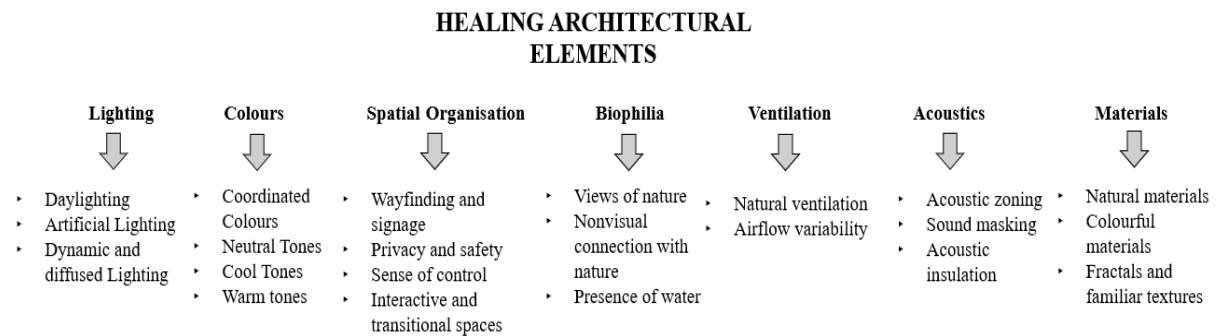 HEALING ARCHITECTURAL
ELEMENTS
Lighting
Daylighting
Artificial Lighting
Dynamic and
diffused Lighting
Colours
Coordinated
Colours
Neutral Tones
Cool Tones
Warm tones
Spatial Organisation
Wayfinding and
signage
Privacy and safety
Sense of control
Interactive and
transitional spaces
Biophilia
Views of nature
Nonvisual
connection with
nature
Presence of water
Ventilation
Natural ventilation
Airflow variability
Acoustics
Acoustic zoning
Sound masking
Acoustic
insulation
Materials
Natural materials
Colourful
materials
Fractals and
familiar textures